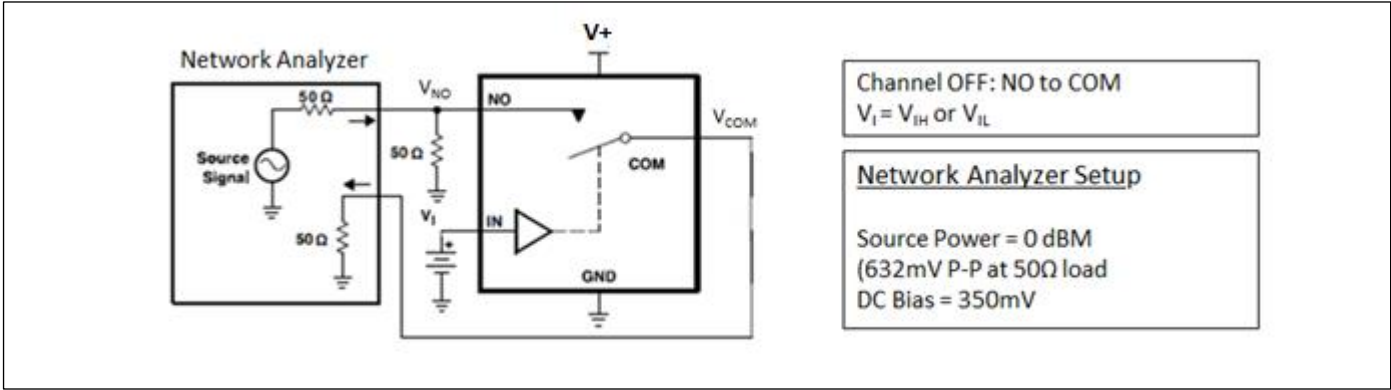 V+
Network Analyzer
50 Ω
V_NO
NO
V_COM
50 Ω
Source
Signal
COM
V_I
IN
50 Ω
GND
Channel OFF: NO to COM
V_I = V_IH or V_IL
Network Analyzer Setup
Source Power = 0 dBM
(632mV P-P at 50Ω load
DC Bias = 350mV